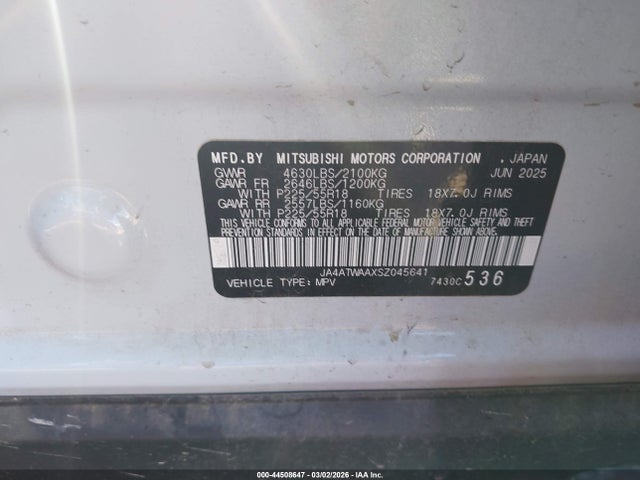 MFD.BY MITSUBISHI MOTORS CORPORATION , JAPAN
GVWR 4630LBS/2100KG JUN 2025
GAWR FR 2646LBS/1200KG
WITH P225/55R18 TIRES 18X7.0J RIMS
GAWR RR 2557LBS/1160KG
WITH P225/55R18 TIRES 18X7.0J RIMS
THIS VEHICLE CONFORMS TO ALL APPLICABLE FEDERAL MOTOR VEHICLE SAFETY AND
THEFT PREVENTION STANDARDS IN EFFECT ON THE DATE OF MANUFACTURE SHOWN ABOVE.
JA4ATWAAXSZ045641
VEHICLE TYPE: MPV 7430C 536
000-44508647 - 03/02/2026 - IAA Inc.